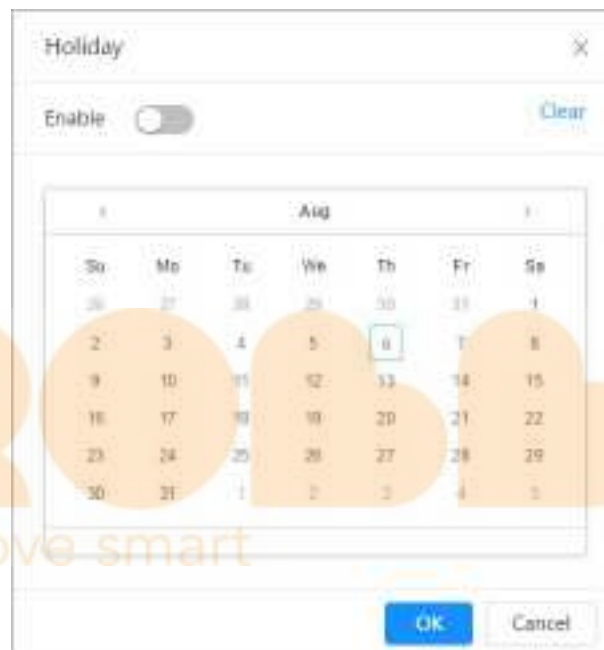 Holiday ×
Enable Clear
‹ Aug ›
Su Mo Tu We Th Fr Sa
26 27 28 29 30 31 1
2 3 4 5 6 7 8
9 10 11 12 13 14 15
16 17 18 19 20 21 22
23 24 25 26 27 28 29
30 31 1 2 3 4 5
smart
OK Cancel